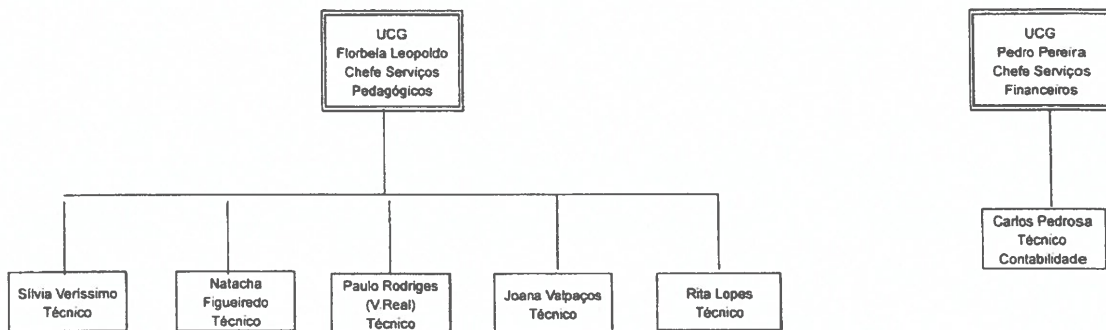 UCG
Florbela Leopoldo
Chefe Serviços
Pedagógicos
UCG
Pedro Pereira
Chefe Serviços
Financeiros
Carlos Pedrosa
Técnico
Contabilidade
Sílvia Veríssimo
Técnico
Natacha
Figueiredo
Técnico
Paulo Rodriges
(V.Real)
Técnico
Joana Valpaços
Técnico
Rita Lopes
Técnico